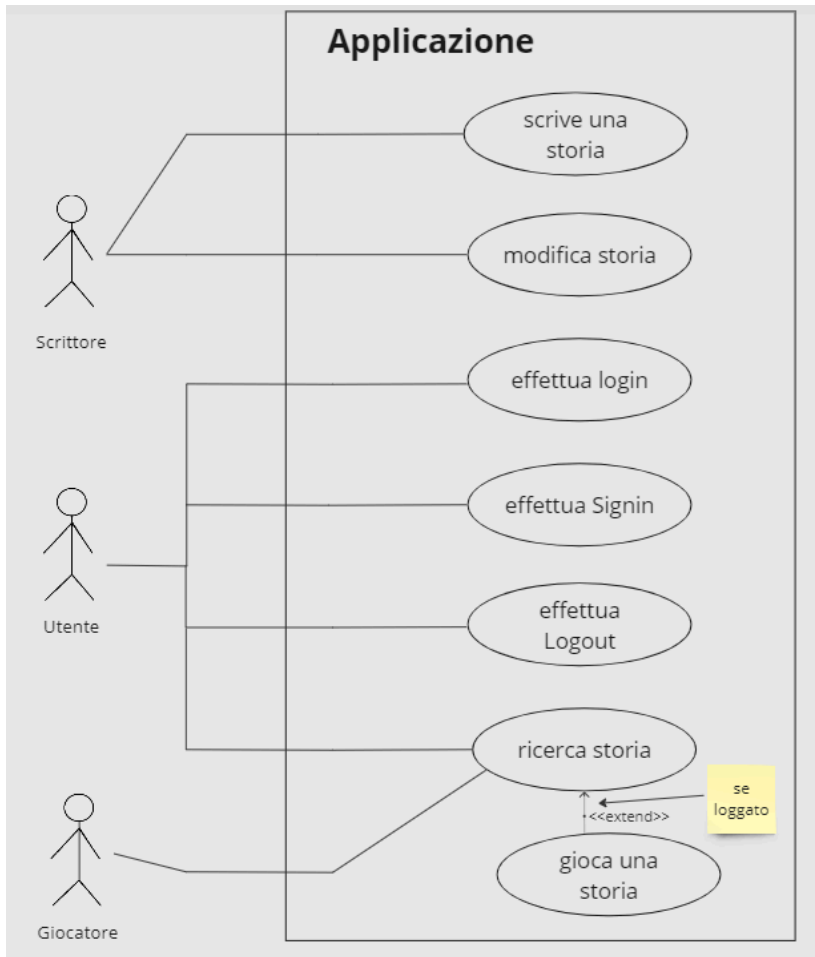 Applicazione
scrive una
storia
modifica storia
Scrittore
effettua login
effettua Signin
effettua
Logout
Utente
ricerca storia
se
loggato
<<extend>>
gioca una
storia
Giocatore